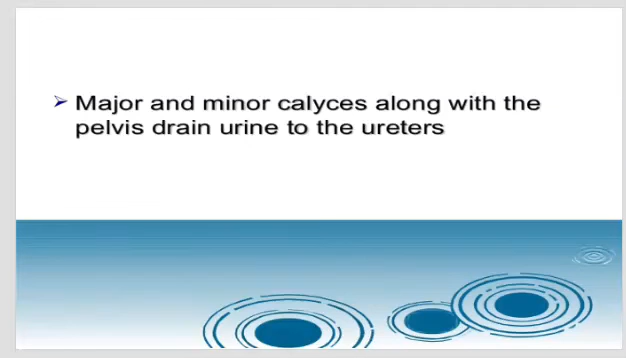 Major and minor calyces along with the
pelvis drain urine to the ureters